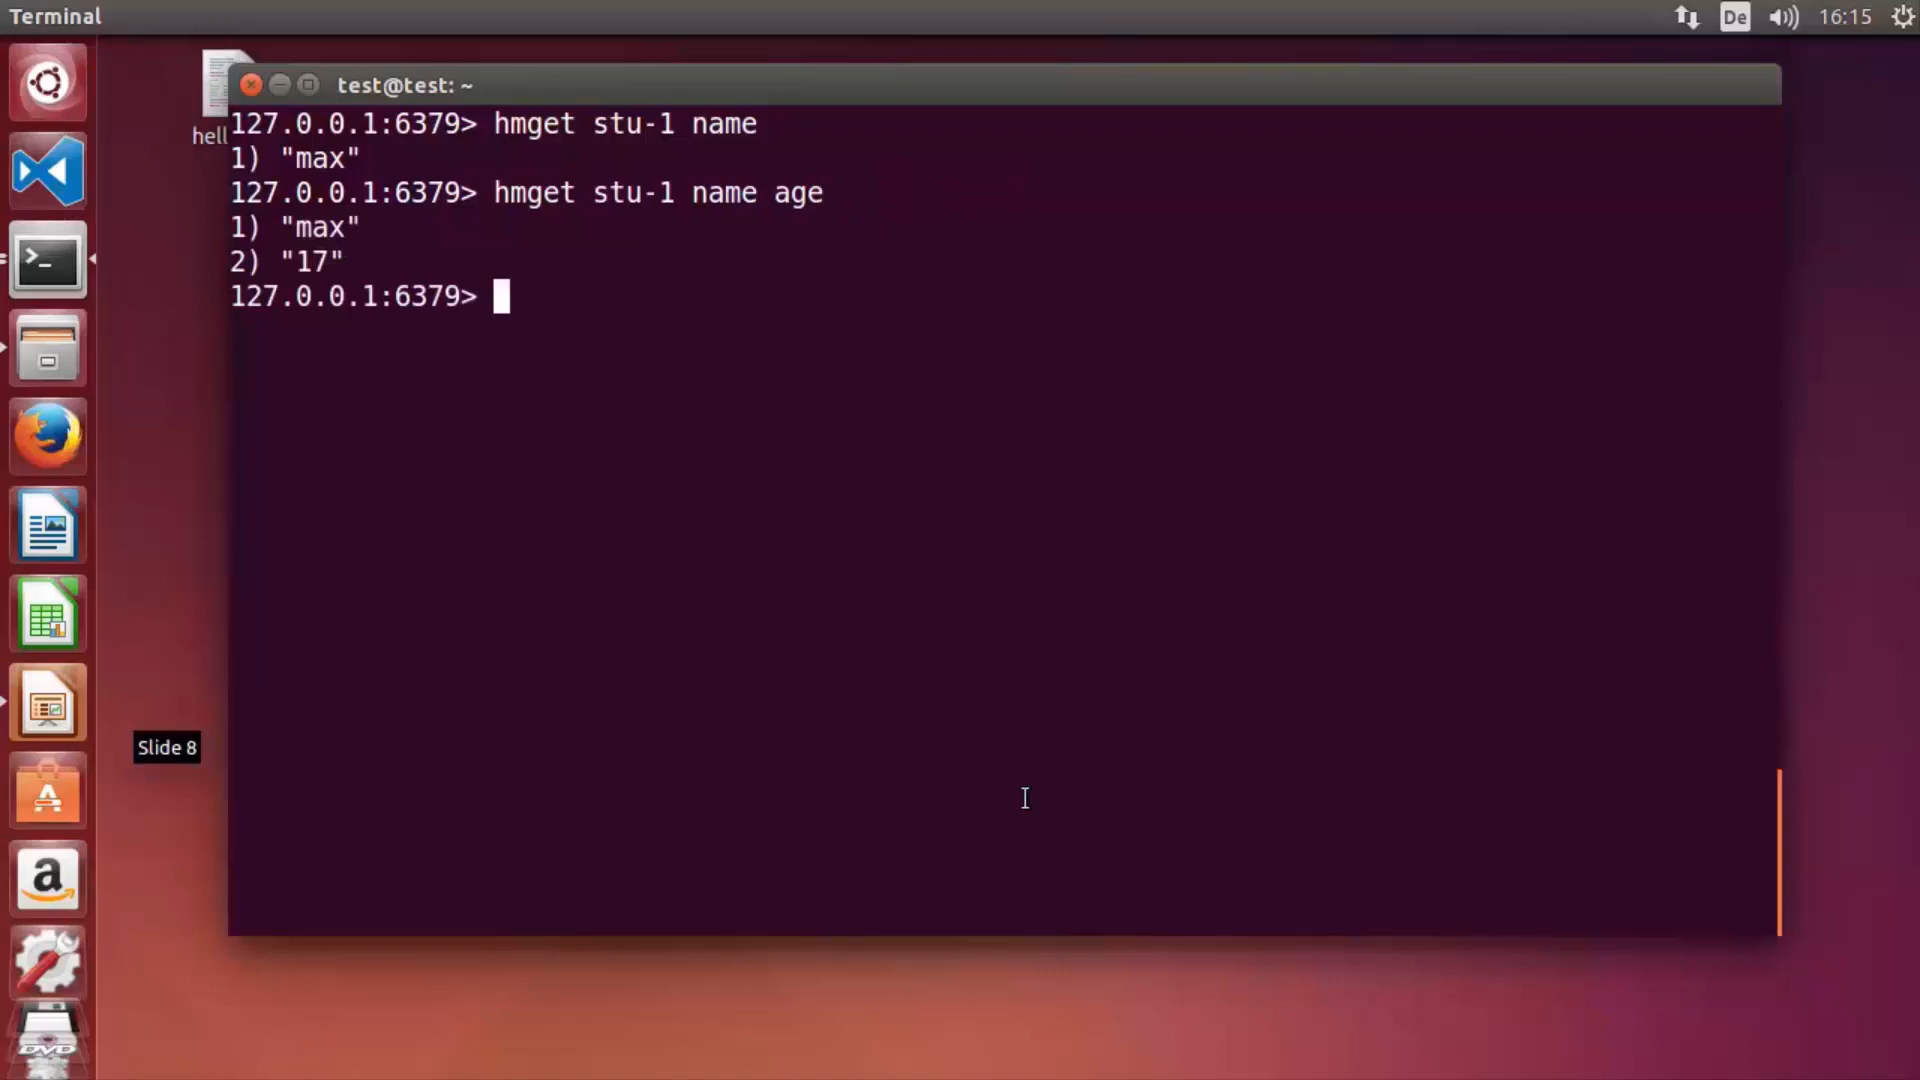 Terminal
De
16:15
test@test: ~
hell
127.0.0.1:6379> hmget stu-1 name
1) "max"
127.0.0.1:6379> hmget stu-1 name age
1) "max"
2) "17"
127.0.0.1:6379>
Slide 8
DVD